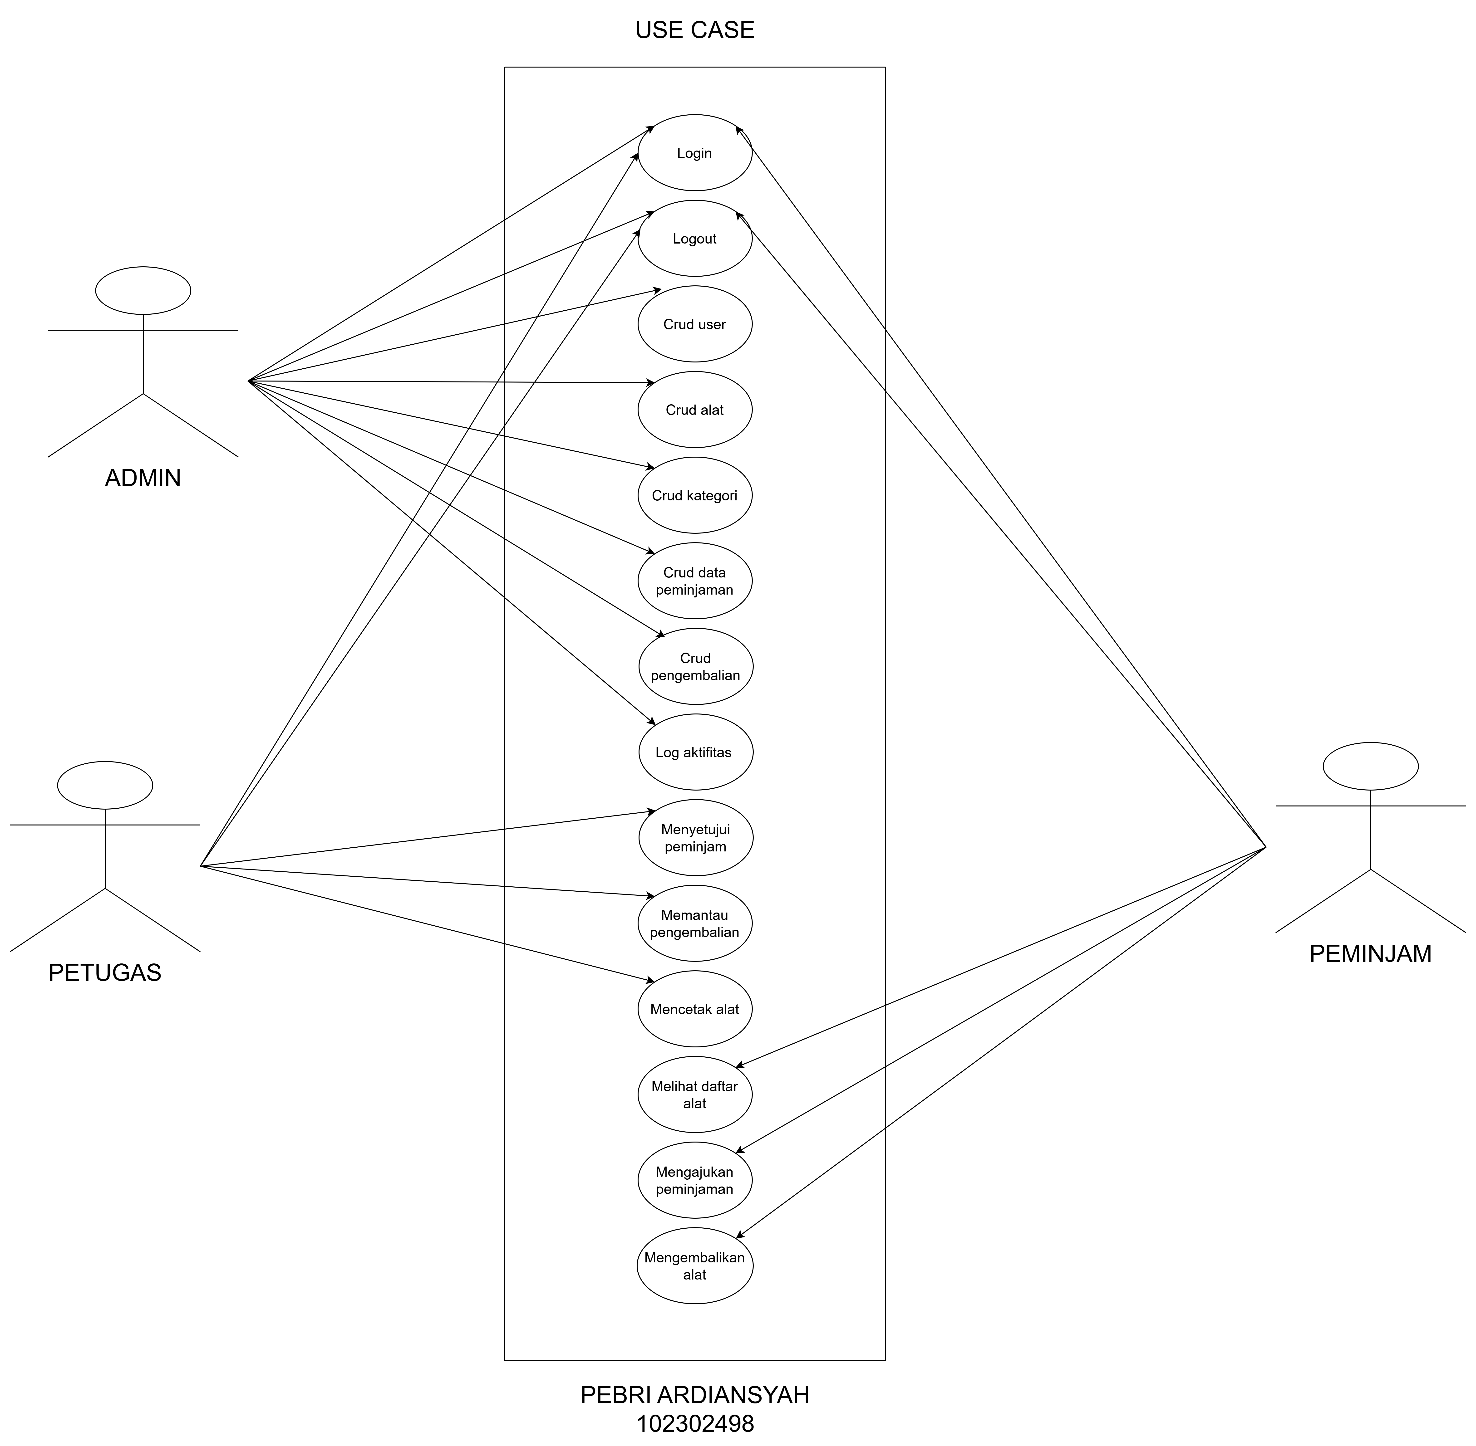 USE CASE
Login
Logout
Crud user
Crud alat
Crud kategori
Crud data
peminjaman
Crud
pengembalian
Log aktifitas
Menyetujui
peminjam
Memantau
pengembalian
Mencetak alat
Melihat daftar
alat
Mengajukan
peminjaman
Mengembalikan
alat
ADMIN
PETUGAS
PEMINJAM
PEBRI ARDIANSYAH
102302498